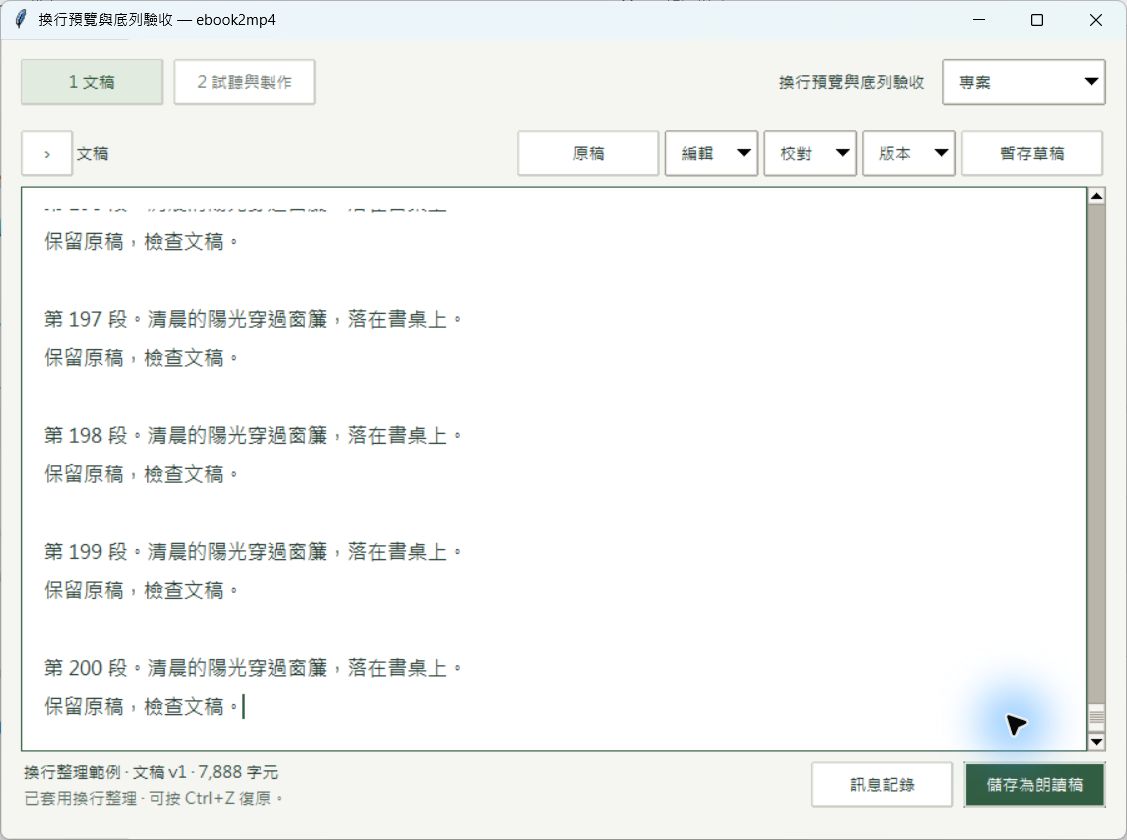 換行預覽與底列驗收 — ebook2mp4
1 文稿
2 試聽與製作
換行預覽與底列驗收
專案
文稿
原稿
編輯
校對
版本
暫存草稿
保留原稿，檢查文稿。
第 197 段。清晨的陽光穿過窗簾，落在書桌上。
保留原稿，檢查文稿。
第 198 段。清晨的陽光穿過窗簾，落在書桌上。
保留原稿，檢查文稿。
第 199 段。清晨的陽光穿過窗簾，落在書桌上。
保留原稿，檢查文稿。
第 200 段。清晨的陽光穿過窗簾，落在書桌上。
保留原稿，檢查文稿。
換行整理範例 · 文稿 v1 · 7,888 字元
已套用換行整理 · 可按 Ctrl+Z 復原。
訊息記錄
儲存為朗讀稿